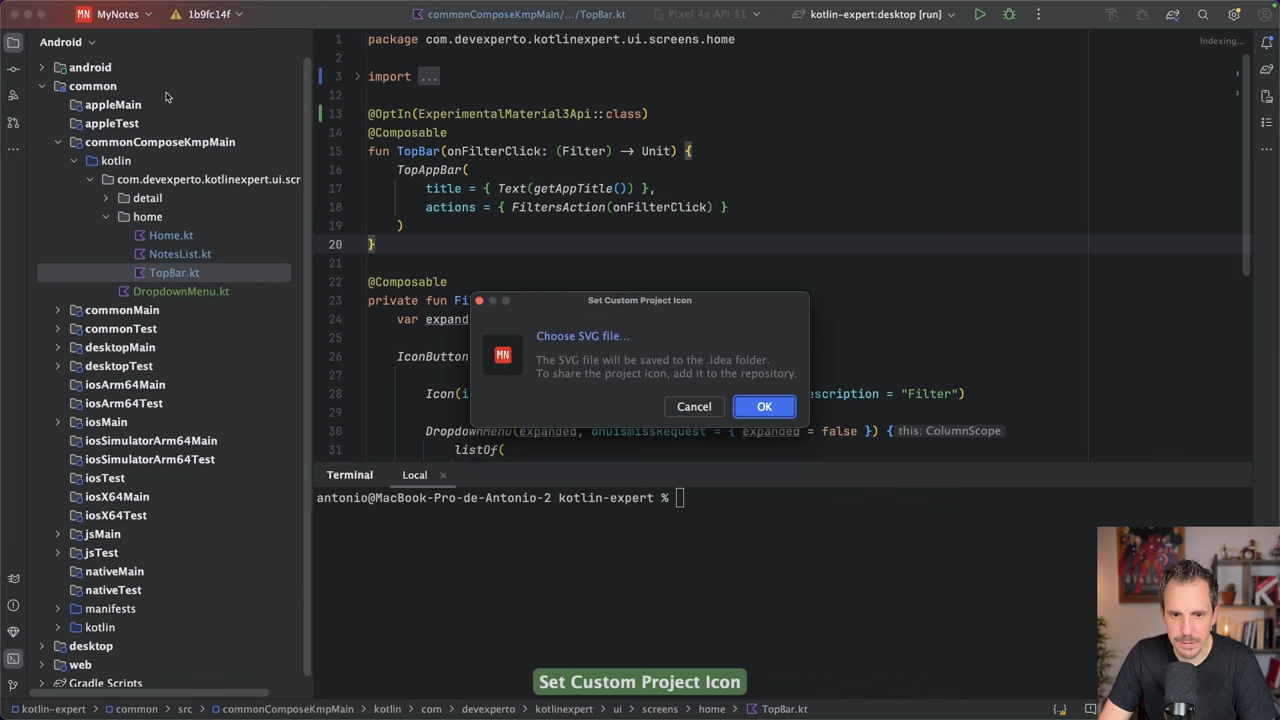 MN MyNotes
1b9fc14f
commonComposeKmpMain/.../TopBar.kt
Pixel 4a API 31
kotlin-expert:desktop [run]
Android
android
common
appleMain
appleTest
commonComposeKmpMain
kotlin
com.devexperto.kotlinexpert.ui.scr
detail
home
Home.kt
NotesList.kt
TopBar.kt
DropdownMenu.kt
commonMain
commonTest
desktopMain
desktopTest
iosArm64Main
iosArm64Test
iosMain
iosSimulatorArm64Main
iosSimulatorArm64Test
iosTest
iosX64Main
iosX64Test
jsMain
jsTest
nativeMain
nativeTest
manifests
kotlin
desktop
web
Gradle Scripts
Indexing...
1 package com.devexperto.kotlinexpert.ui.screens.home
2
3 import ...
12
13 @OptIn(ExperimentalMaterial3Api::class)
14 @Composable
15 fun TopBar(onFilterClick: (Filter) -> Unit) {
16 TopAppBar(
17 title = { Text(getAppTitle()) },
18 actions = { FiltersAction(onFilterClick) }
19 )
20 }
21
22 @Composable
23 private fun Fi
24 var expand
25
26 IconButton
27
28 Icon(i
scription = "Filter")
29
30 DropdownMenu(expanded, onDismissRequest = { expanded = false }) { this: ColumnScope
31 listOf(
Set Custom Project Icon
MN
Choose SVG file...
The SVG file will be saved to the .idea folder.
To share the project icon, add it to the repository.
Cancel
OK
Terminal
Local
antonio@MacBook-Pro-de-Antonio-2 kotlin-expert %
Set Custom Project Icon
kotlin-expert > common > src > commonComposeKmpMain > kotlin > com > devexperto > kotlinexpert > ui > screens > home > TopBar.kt